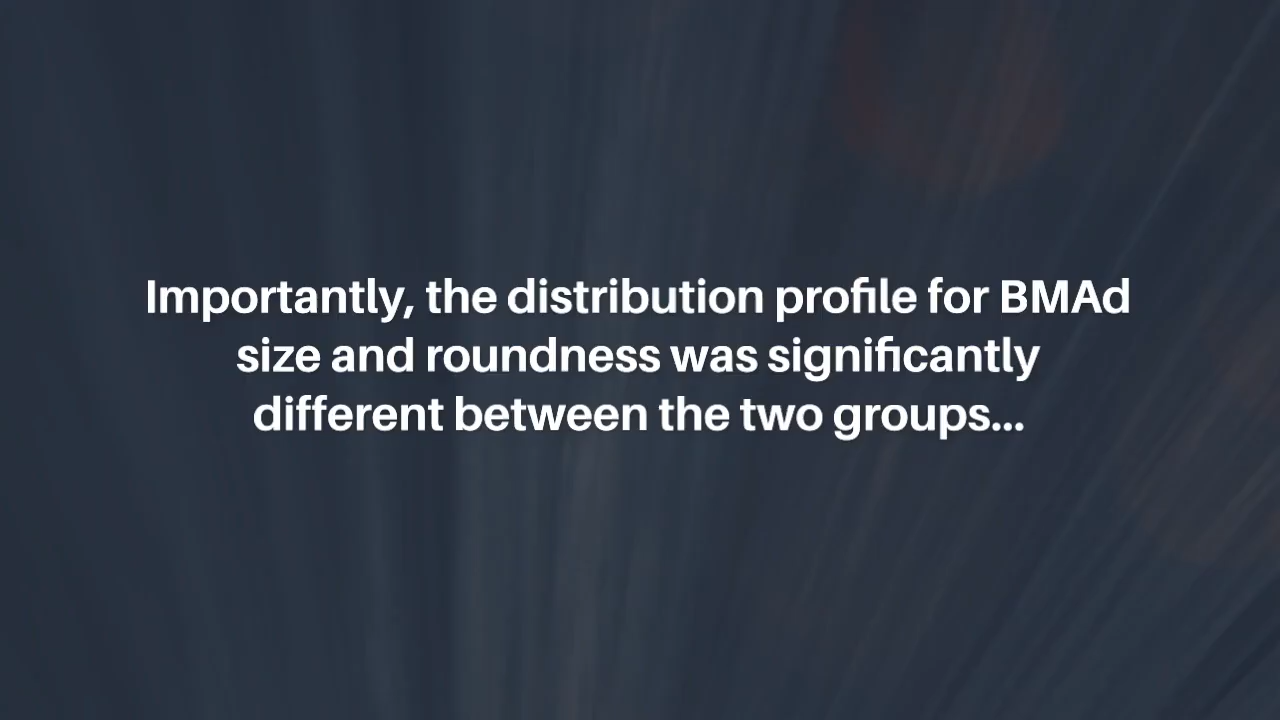 Importantly, the distribution profile for BMAd
size and roundness was significantly
different between the two groups...